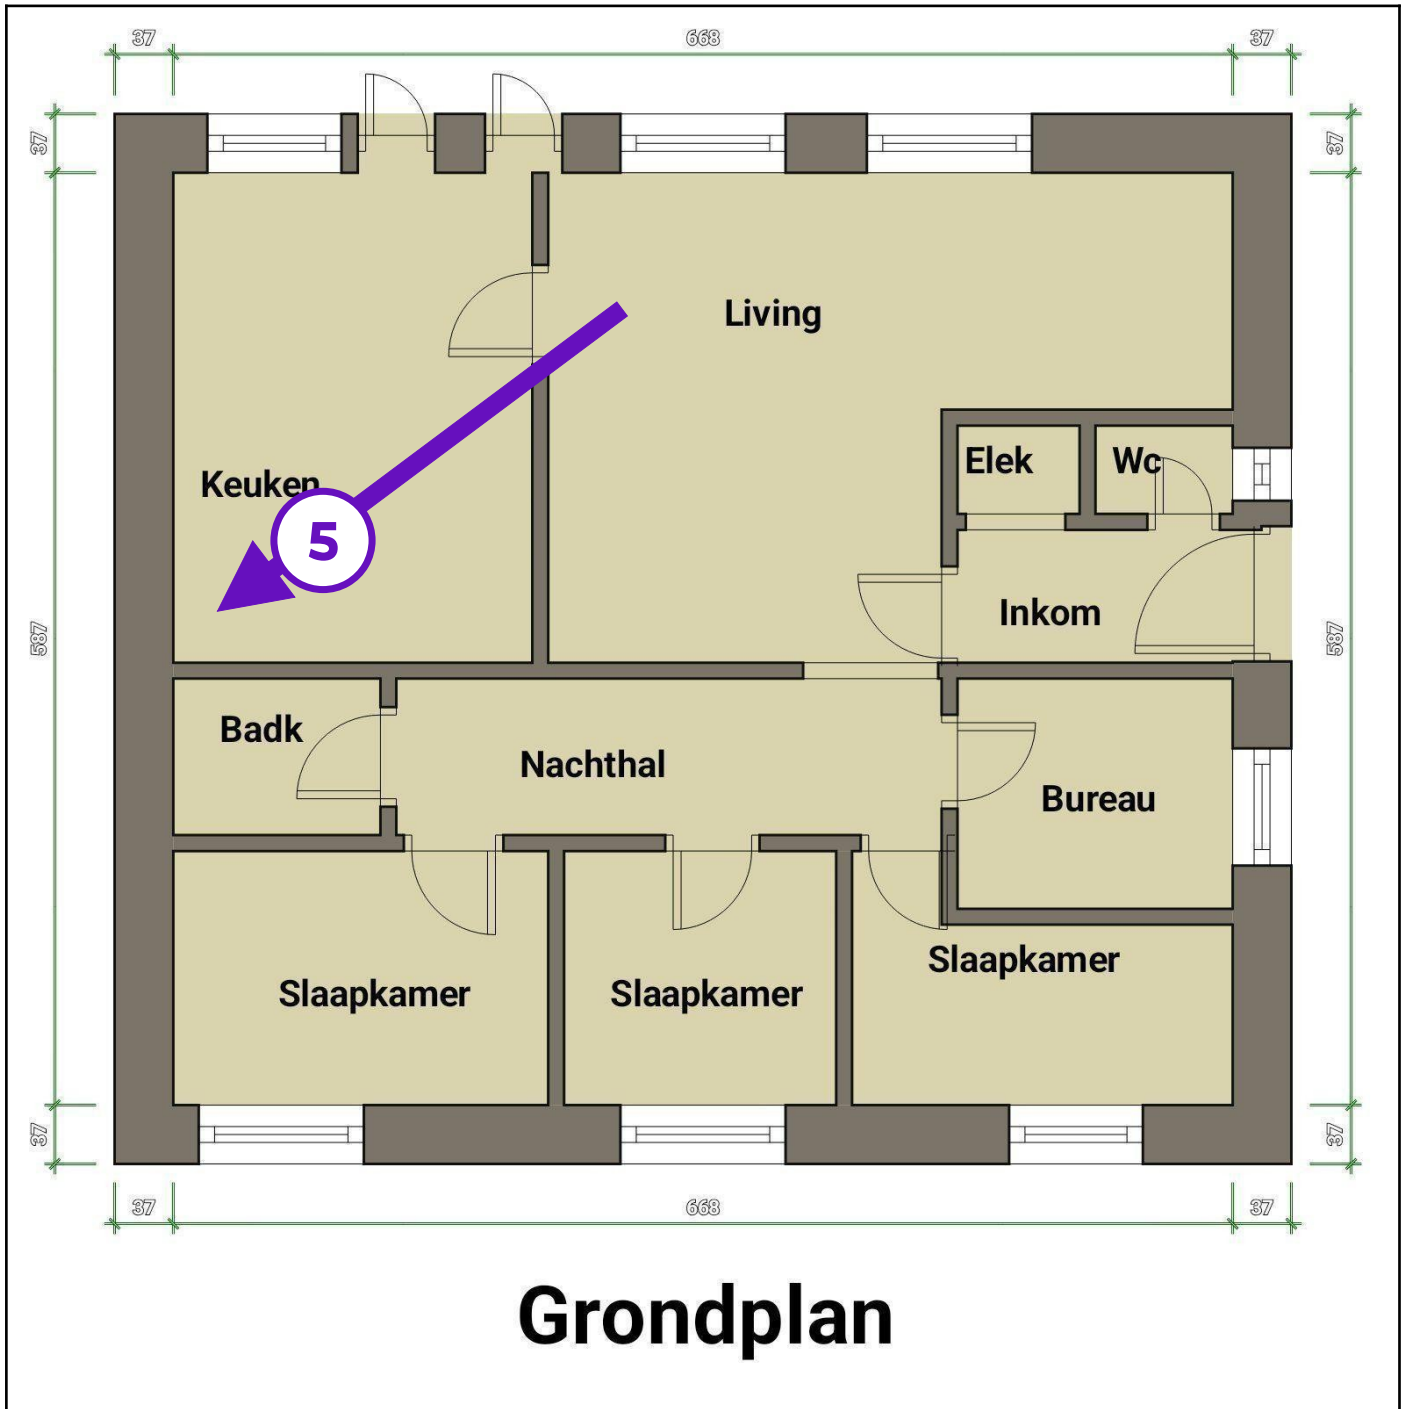 37 668 37
37 37
Living
Elek Wc
Keuken
5
Inkom
587 587
Badk
Nachthal
Bureau
Slaapkamer
Slaapkamer Slaapkamer
37 37
37 668 37
Grondplan